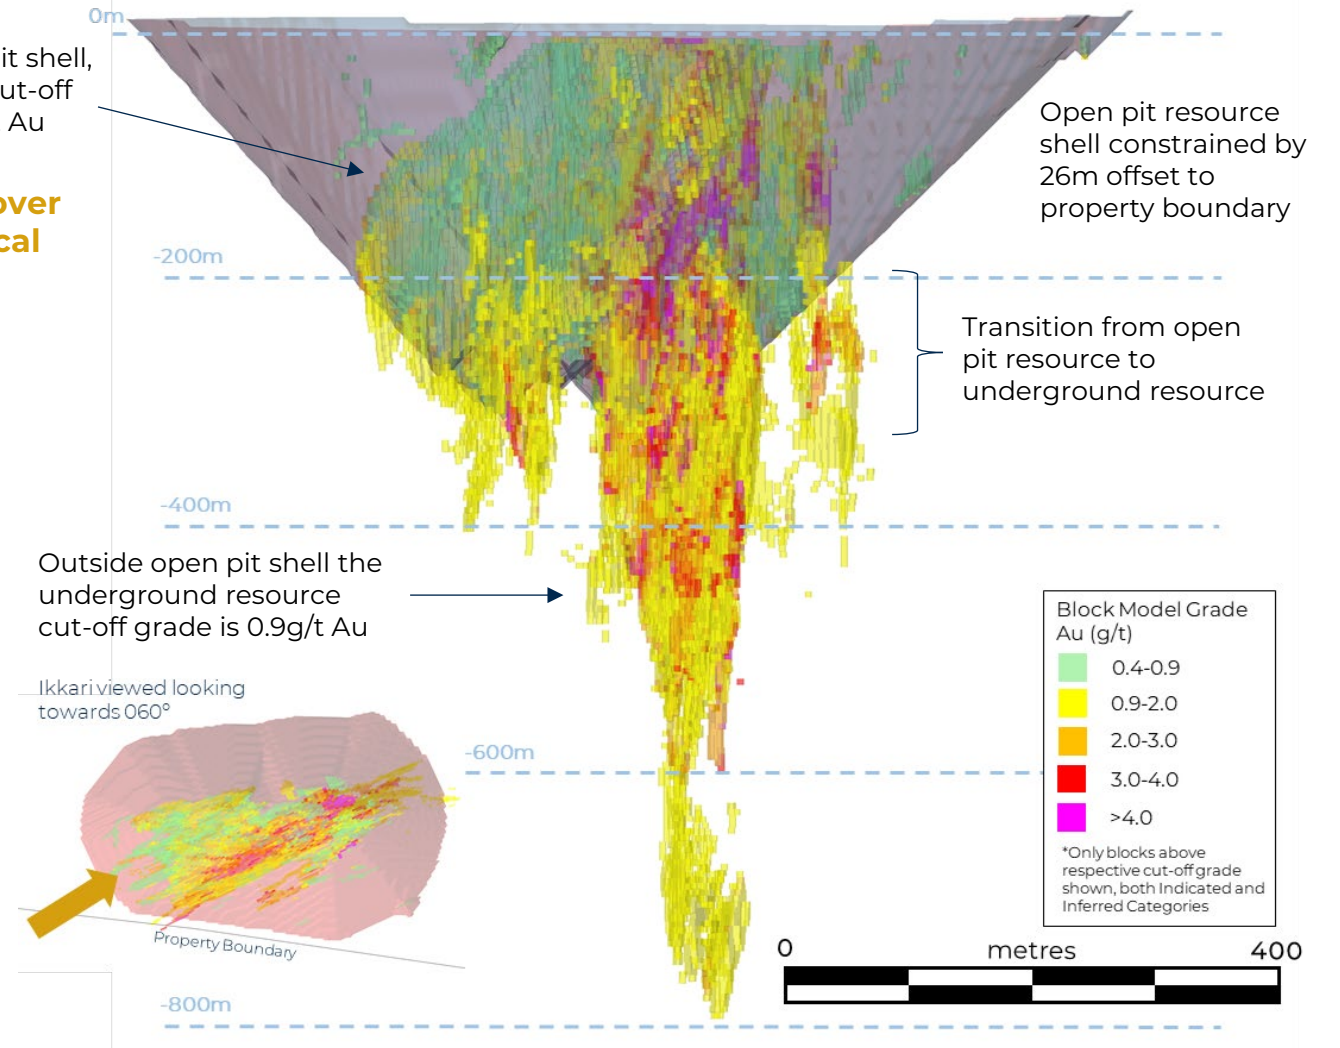 0m
it shell,
ut-off
Au
over
cal
Open pit resource
shell constrained by
26m offset to
property boundary
-200m
Transition from open
pit resource to
underground resource
-400m
Outside open pit shell the
underground resource
cut-off grade is 0.9g/t Au
Ikkari viewed looking
towards 060°
-600m
Property Boundary
-800m
Block Model Grade
Au (g/t)
0.4-0.9
0.9-2.0
2.0-3.0
3.0-4.0
>4.0
*Only blocks above
respective cut-off grade
shown, both Indicated and
Inferred Categories
0 metres 400